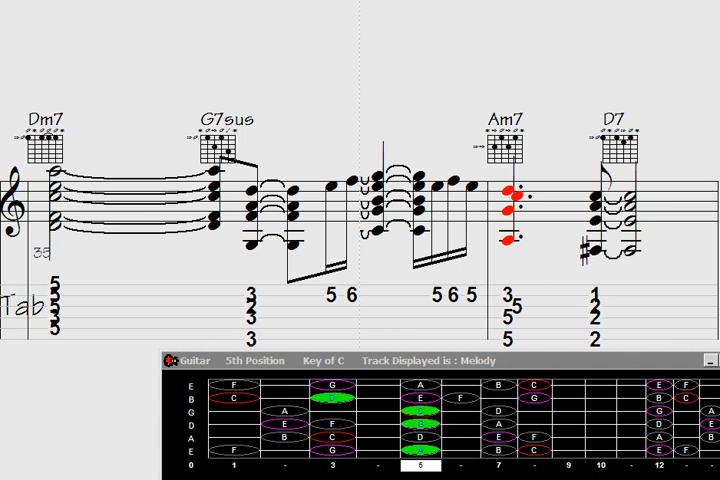 Dm7 G7sus Am7 D7
35
Tab
5 3 5 6 5 6 5 3 1
5 3 5 2
5 2 5 2
3 3 5 2
5
Guitar 5th Position Key of C Track Displayed is : Melody
E F G A B C E F
B C E F G B C
G A D G A
D E F G A D E
A B C D E F A B
E F G B C E F
0 1 - 3 - 5 - 7 - 9 10 - 12 - -